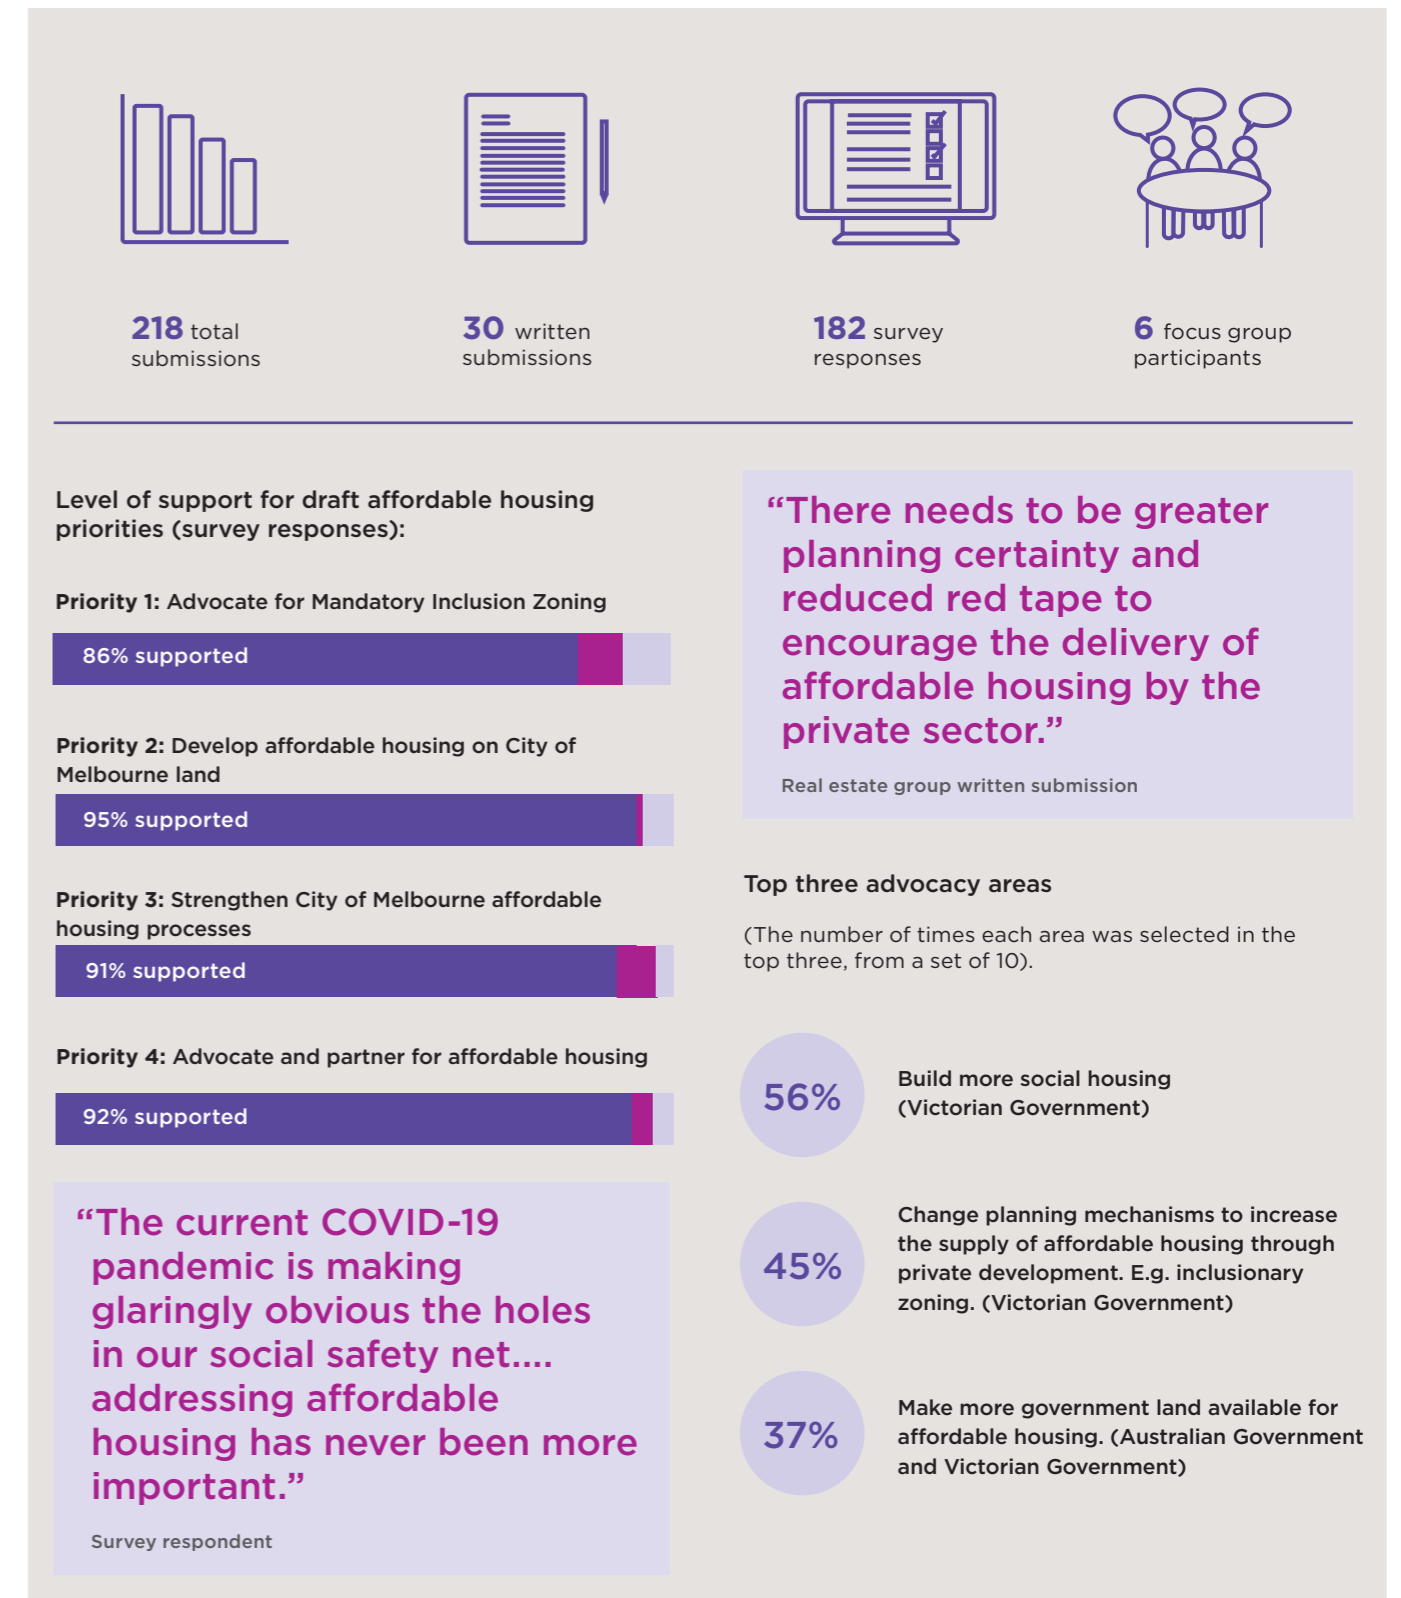 218 total
submissions
30 written
submissions
182 survey
responses
6 focus group
participants
Level of support for draft affordable housing
priorities (survey responses):
Priority 1: Advocate for Mandatory Inclusion Zoning
86% supported
Priority 2: Develop affordable housing on City of
Melbourne land
95% supported
Priority 3: Strengthen City of Melbourne affordable
housing processes
91% supported
Priority 4: Advocate and partner for affordable housing
92% supported
“The current COVID-19
pandemic is making
glaringly obvious the holes
in our social safety net....
addressing affordable
housing has never been more
important.”
Survey respondent
“There needs to be greater
planning certainty and
reduced red tape to
encourage the delivery of
affordable housing by the
private sector.”
Real estate group written submission
Top three advocacy areas
(The number of times each area was selected in the
top three, from a set of 10).
56%
Build more social housing
(Victorian Government)
45%
Change planning mechanisms to increase
the supply of affordable housing through
private development. E.g. inclusionary
zoning. (Victorian Government)
37%
Make more government land available for
affordable housing. (Australian Government
and Victorian Government)